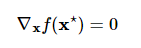 ∇ₓf(x⋆) = 0